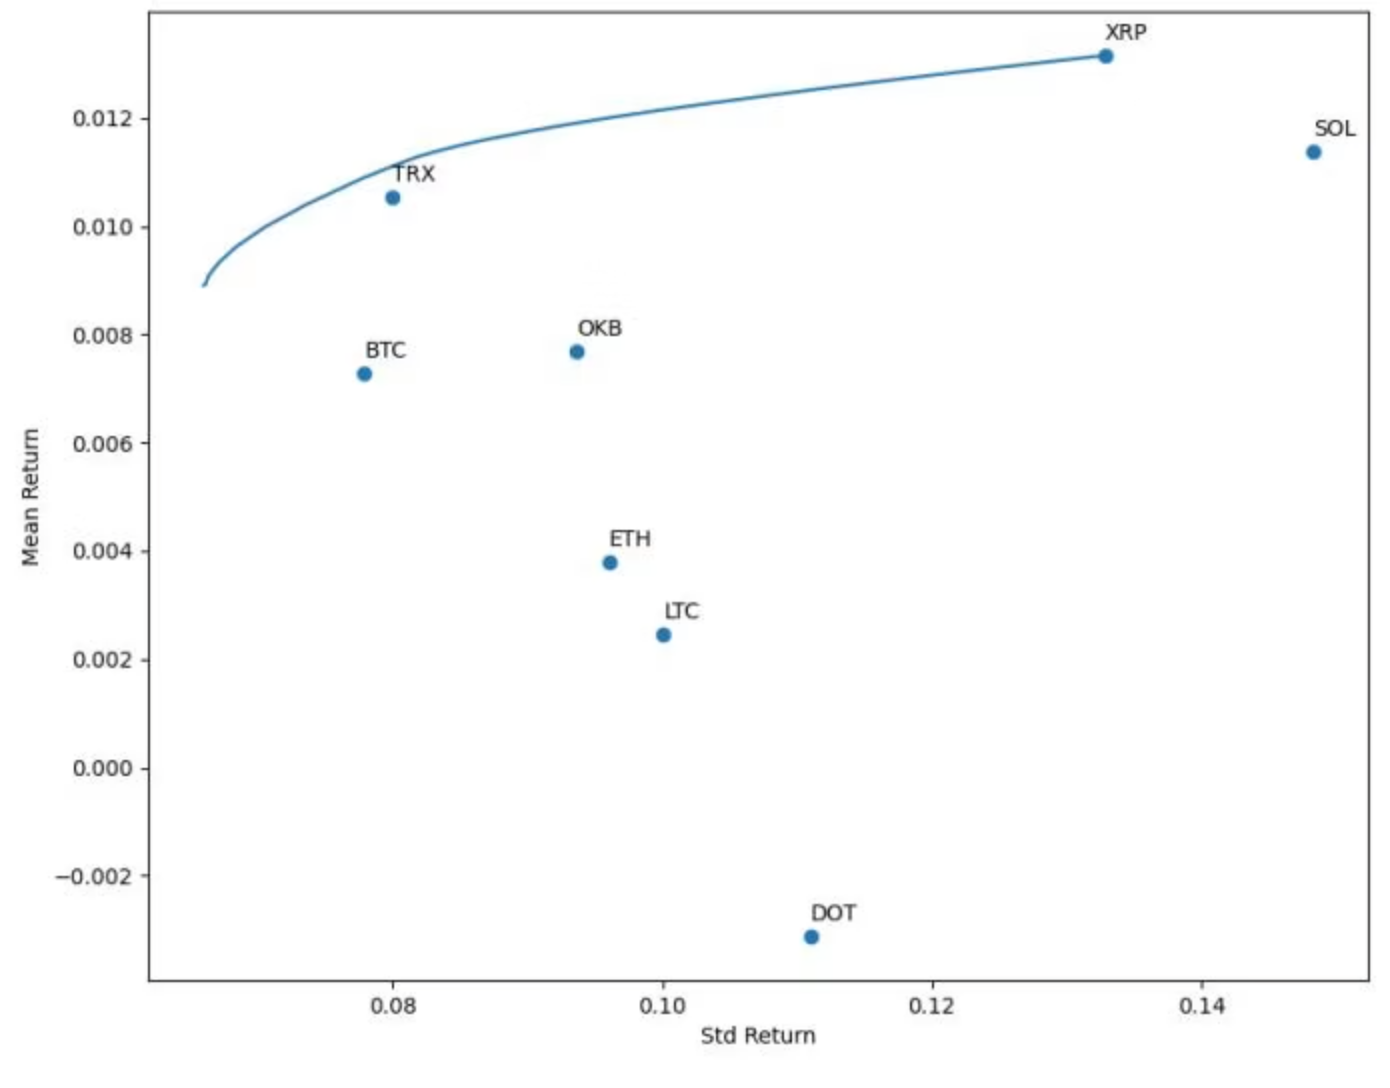 XRP
0.012
SOL
TRX
0.010
0.008
OKB
BTC
0.006
Mean Return
0.004
ETH
LTC
0.002
0.000
−0.002
DOT
0.08 0.10 0.12 0.14
Std Return